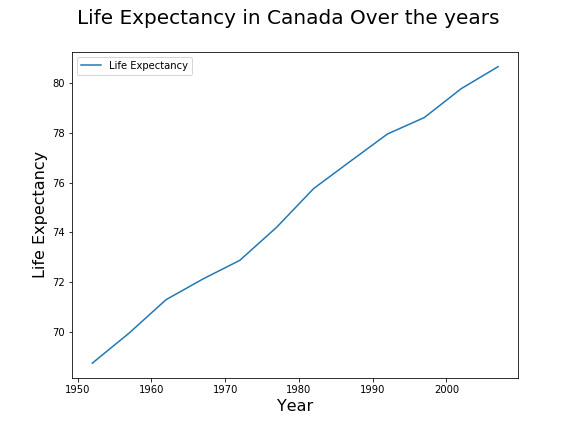 Life Expectancy in Canada Over the years
Life Expectancy
80
78
76
74
72
70
Life Expectancy
1950 1960 1970 1980 1990 2000
Year